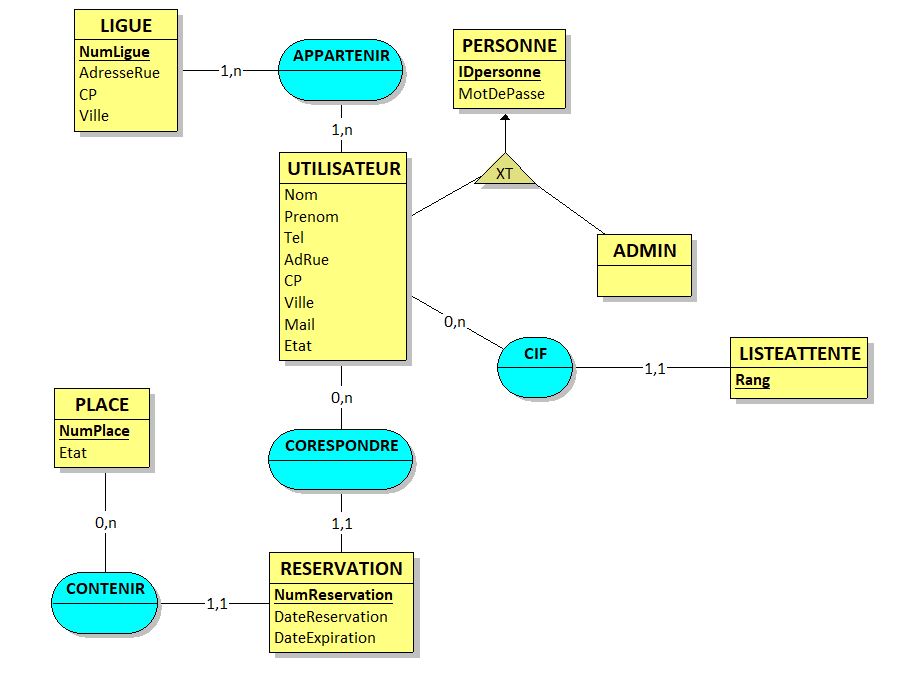 LIGUE
NumLigue
AdresseRue
CP
Ville
1,n
APPARTENIR
1,n
PERSONNE
IDpersonne
MotDePasse
XT
UTILISATEUR
Nom
Prenom
Tel
AdRue
CP
Ville
Mail
Etat
ADMIN
0,n
CIF
1,1
LISTEATTENTE
Rang
0,n
CORESPONDRE
1,1
PLACE
NumPlace
Etat
0,n
CONTENIR
1,1
RESERVATION
NumReservation
DateReservation
DateExpiration